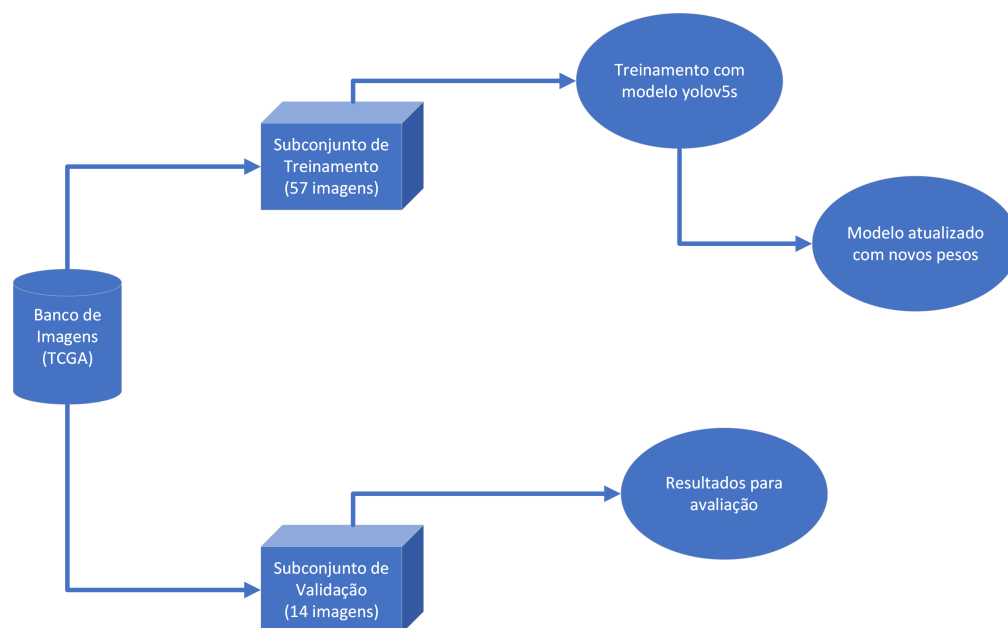 Treinamento com
modelo yolov5s
Subconjunto de
Treinamento
(57 imagens)
Modelo atualizado
com novos pesos
Banco de
Imagens
(TCGA)
Resultados para
avaliação
Subconjunto de
Validação
(14 imagens)